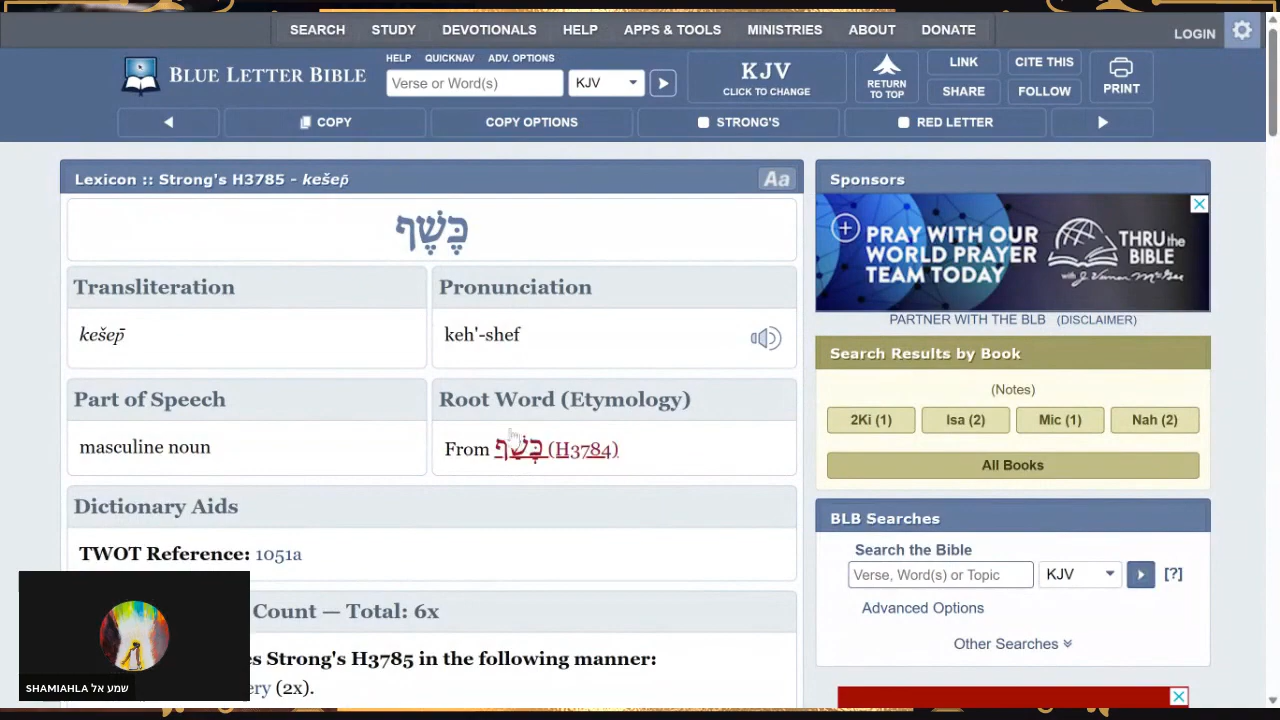 SEARCH STUDY DEVOTIONALS HELP APPS & TOOLS MINISTRIES ABOUT DONATE
LOGIN
BLUE LETTER BIBLE
HELP QUICKNAV ADV. OPTIONS
Verse or Word(s) KJV
KJV
CLICK TO CHANGE
RETURN
TO TOP
LINK CITE THIS
SHARE FOLLOW
PRINT
COPY COPY OPTIONS STRONG'S RED LETTER
Lexicon :: Strong's H3785 - kešep̄
Aa
כֶּשֶׁף
Transliteration
kešep̄
Pronunciation
keh'-shef
Part of Speech
masculine noun
Root Word (Etymology)
From כָּשַׁף (H3784)
Dictionary Aids
TWOT Reference: 1051a
Count — Total: 6x
es Strong's H3785 in the following manner:
ery (2x).
SHAMIAHLA שמע אל
Sponsors
PRAY WITH OUR
WORLD PRAYER
TEAM TODAY
THRU the
BIBLE
with J. Vernon McGee
PARTNER WITH THE BLB (DISCLAIMER)
Search Results by Book
(Notes)
2Ki (1) Isa (2) Mic (1) Nah (2)
All Books
BLB Searches
Search the Bible
Verse, Word(s) or Topic KJV [?]
Advanced Options
Other Searches